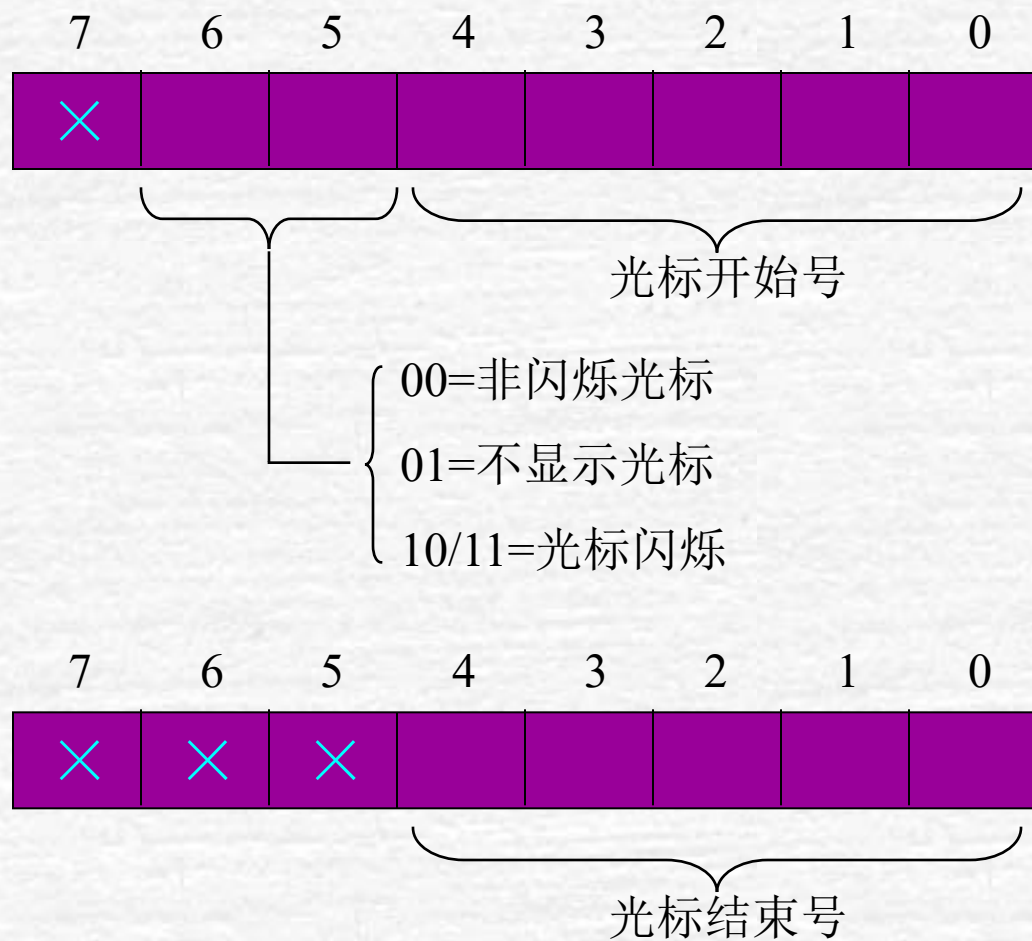 7 6 5 4 3 2 1 0
×
光标开始号
00=非闪烁光标
01=不显示光标
10/11=光标闪烁
7 6 5 4 3 2 1 0
× × ×
光标结束号